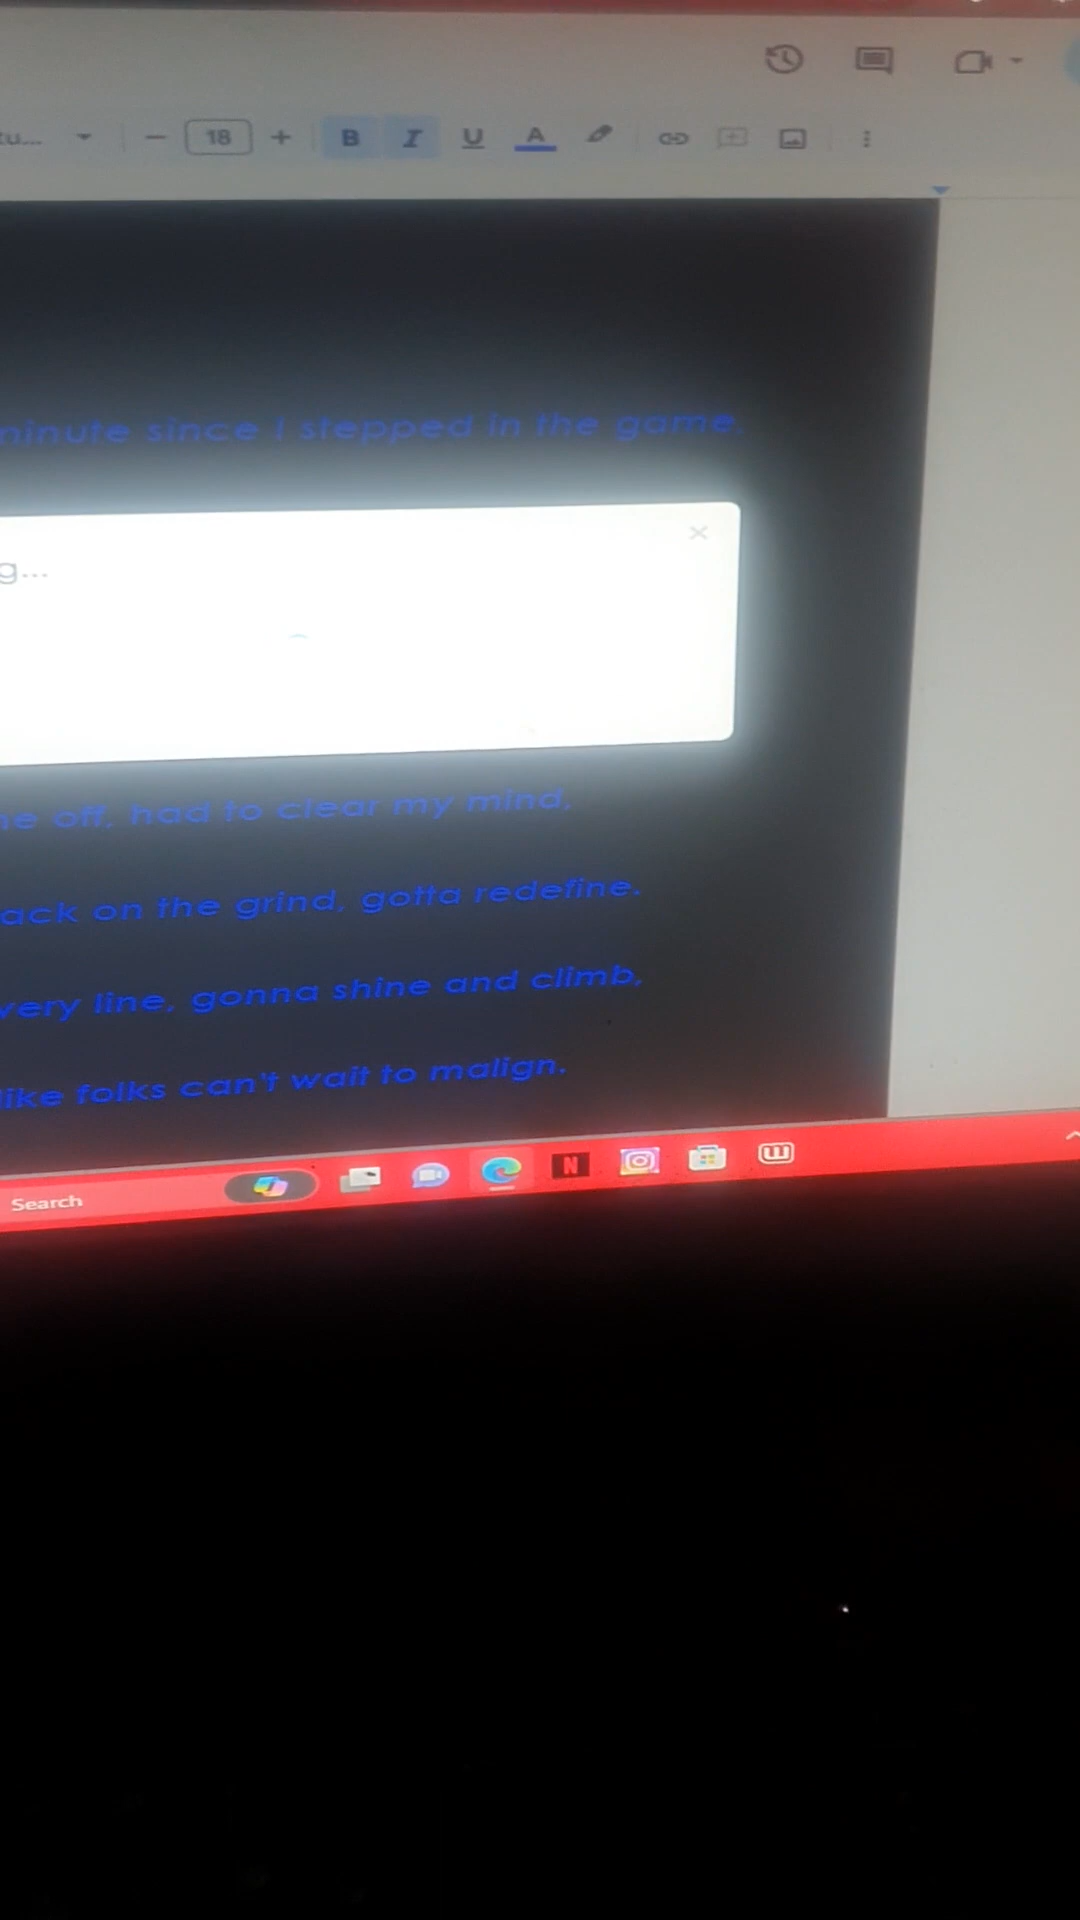 18
B I U A
minute since I stepped in the game,
g...
off, had to clear my mind,
ack on the grind, gotta redefine.
very line, gonna shine and climb,
like folks can't wait to malign.
Search
N